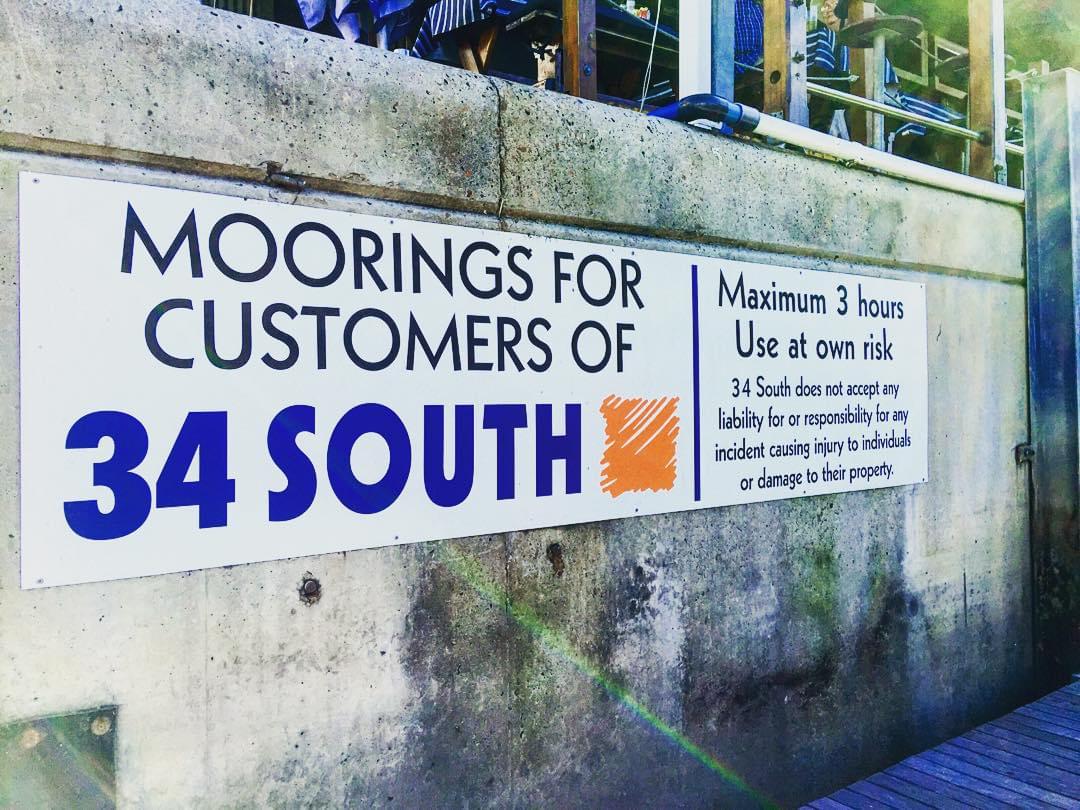 MOORINGS FOR
CUSTOMERS OF
34 SOUTH
Maximum 3 hours
Use at own risk
34 South does not accept any
liability for or responsibility for any
incident causing injury to individuals
or damage to their property.